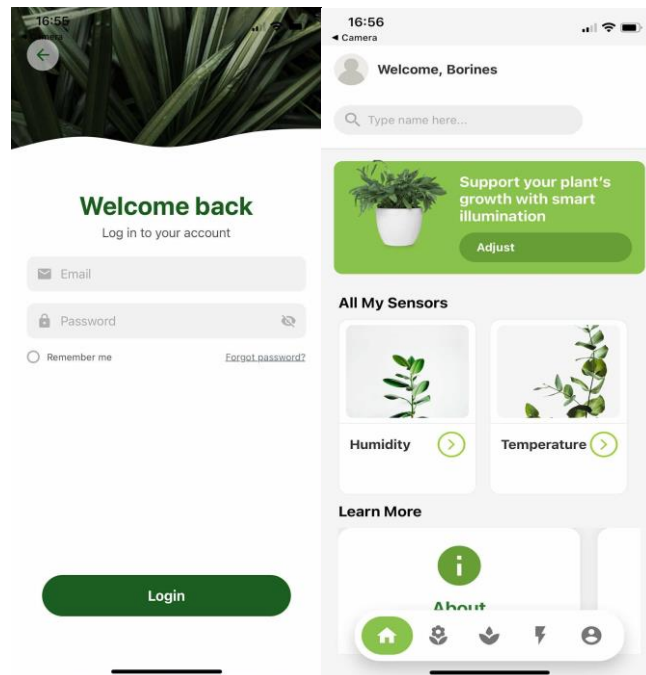 16:55
◄ Camera
Welcome back
Log in to your account
Email
Password
Remember me
Forgot password?
Login
16:56
◄ Camera
Welcome, Borines
Type name here...
Support your plant's
growth with smart
illumination
Adjust
All My Sensors
Humidity
Temperature
Learn More
About